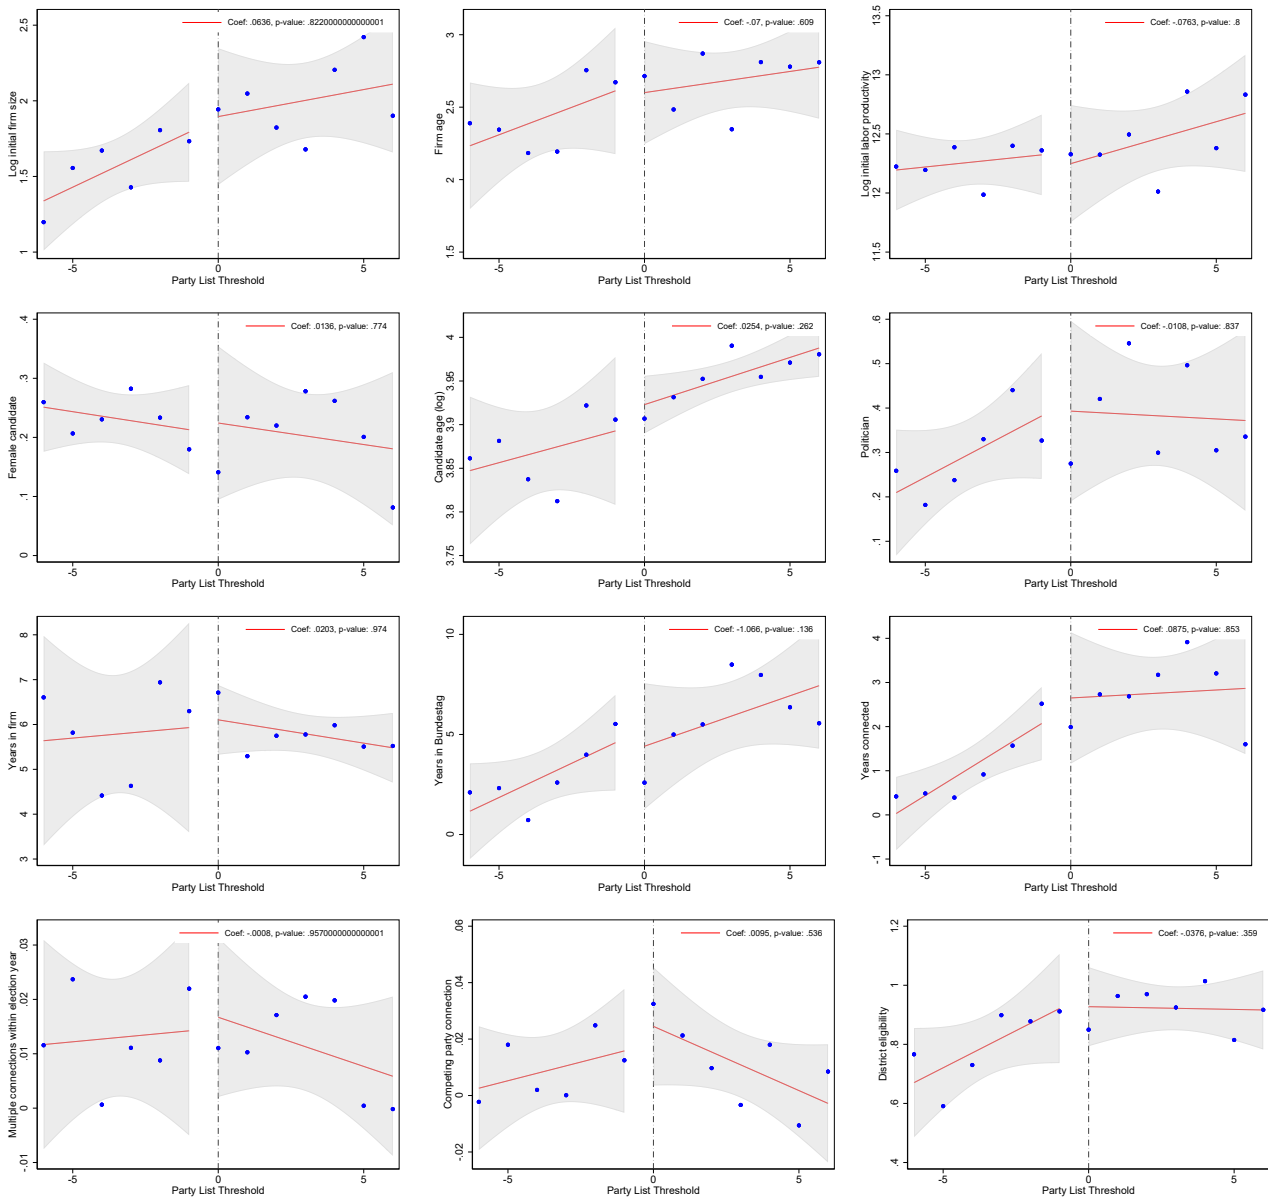 Coef: .0636, p-value: .8220000000000001
Log initial firm size
1
1.5
2
2.5
-5
0
5
Party List Threshold
Coef: -.07, p-value: .609
Firm age
1.5
2
2.5
3
-5
0
5
Party List Threshold
Coef: -.0763, p-value: .8
Log initial labor productivity
11.5
12
12.5
13
13.5
-5
0
5
Party List Threshold
Coef: .0136, p-value: .774
Female candidate
0
.1
.2
.3
.4
-5
0
5
Party List Threshold
Coef: .0254, p-value: .262
Candidate age (log)
3.75
3.8
3.85
3.9
3.95
4
-5
0
5
Party List Threshold
Coef: -.0108, p-value: .837
Politician
.1
.2
.3
.4
.5
.6
-5
0
5
Party List Threshold
Coef: .0203, p-value: .974
Years in firm
3
4
5
6
7
8
-5
0
5
Party List Threshold
Coef: -1.066, p-value: .136
Years in Bundestag
0
5
10
-5
0
5
Party List Threshold
Coef: .0875, p-value: .853
Years connected
-1
0
1
2
3
4
-5
0
5
Party List Threshold
Coef: -.0008, p-value: .9570000000000001
Multiple connections within election year
-.01
0
.01
.02
.03
-5
0
5
Party List Threshold
Coef: .0095, p-value: .536
Competing party connection
-.02
0
.02
.04
.06
-5
0
5
Party List Threshold
Coef: -.0376, p-value: .359
District eligibility
.4
.6
.8
1
1.2
-5
0
5
Party List Threshold